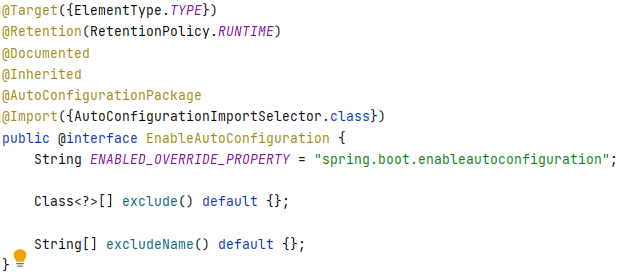 @Target({ElementType.TYPE})
@Retention(RetentionPolicy.RUNTIME)
@Documented
@Inherited
@AutoConfigurationPackage
@Import({AutoConfigurationImportSelector.class})
public @interface EnableAutoConfiguration {
    String ENABLED_OVERRIDE_PROPERTY = "spring.boot.enableautoconfiguration";
    Class<?>[] exclude() default {};
    String[] excludeName() default {};
}